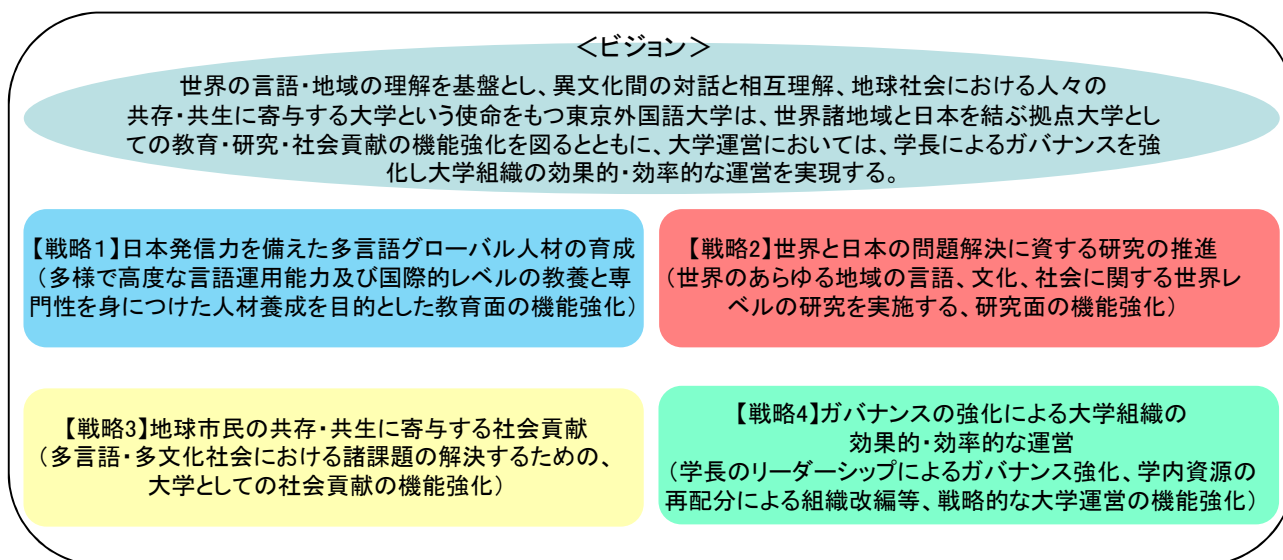 ＜ビジョン＞
世界の言語・地域の理解を基盤とし、異文化間の対話と相互理解、地球社会における人々の
共存・共生に寄与する大学という使命をもつ東京外国語大学は、世界諸地域と日本を結ぶ拠点大学とし
ての教育・研究・社会貢献の機能強化を図るとともに、大学運営においては、学長によるガバナンスを強
化し大学組織の効果的・効率的な運営を実現する。
【戦略１】日本発信力を備えた多言語グローバル人材の育成
（多様で高度な言語運用能力及び国際的レベルの教養と専
門性を身につけた人材養成を目的とした教育面の機能強化）
【戦略2】世界と日本の問題解決に資する研究の推進
（世界のあらゆる地域の言語、文化、社会に関する世界レ
ベルの研究を実施する、研究面の機能強化）
【戦略3】地球市民の共存・共生に寄与する社会貢献
（多言語・多文化社会における諸課題の解決するための、
大学としての社会貢献の機能強化）
【戦略4】ガバナンスの強化による大学組織の
効果的・効率的な運営
（学長のリーダーシップによるガバナンス強化、学内資源の
再配分による組織改編等、戦略的な大学運営の機能強化）